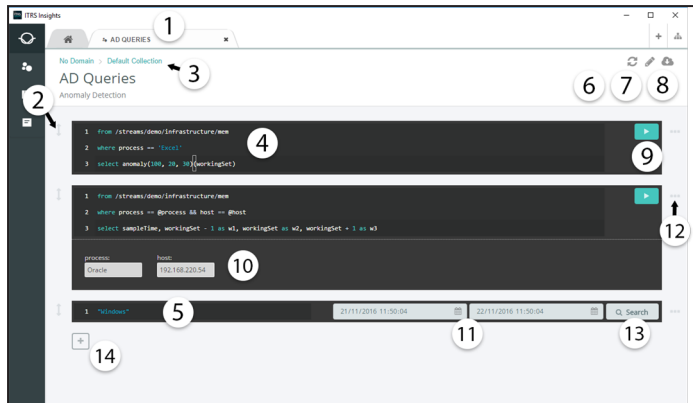 ITRS Insights
1
AD QUERIES
No Domain > Default Collection
3
AD Queries
Anomaly Detection
6
7
8
2
1 from /streams/demo/infrastructure/mem
2 where process == 'Excel'
3 select anomaly(100, 20, 30)(workingSet)
4
9
1 from /streams/demo/infrastructure/mem
2 where process == @process && host == @host
3 select sampleTime, workingSet - 1 as w1, workingSet as w2, workingSet + 1 as w3
12
process: host:
Oracle 192.168.220.54
10
1 "Windows"
5
21/11/2016 11:50:04 22/11/2016 11:50:04 Search
11
13
14